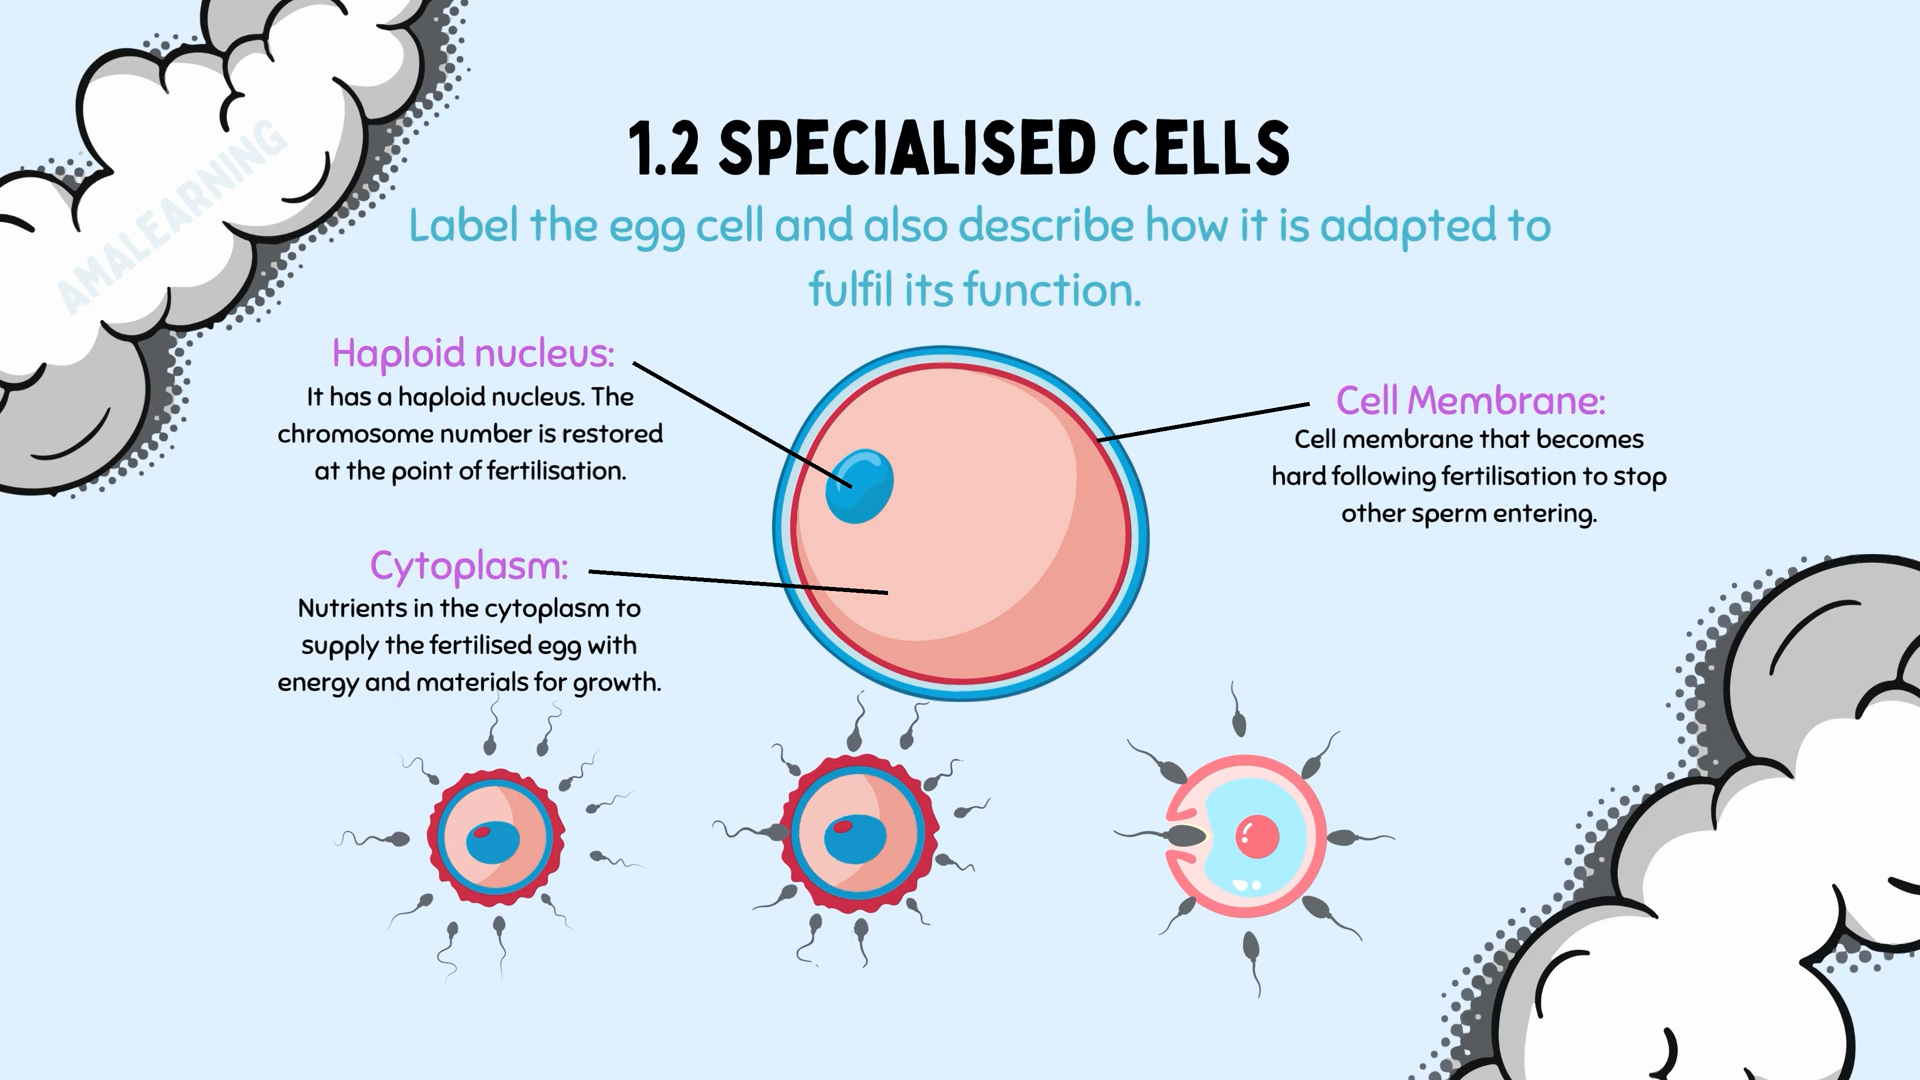 1.2 SPECIALISED CELLS
Label the egg cell and also describe how it is adapted to
fulfil its function.
Haploid nucleus:
It has a haploid nucleus. The
chromosome number is restored
at the point of fertilisation.
Cell Membrane:
Cell membrane that becomes
hard following fertilisation to stop
other sperm entering.
Cytoplasm:
Nutrients in the cytoplasm to
supply the fertilised egg with
energy and materials for growth.
AMALEARNING